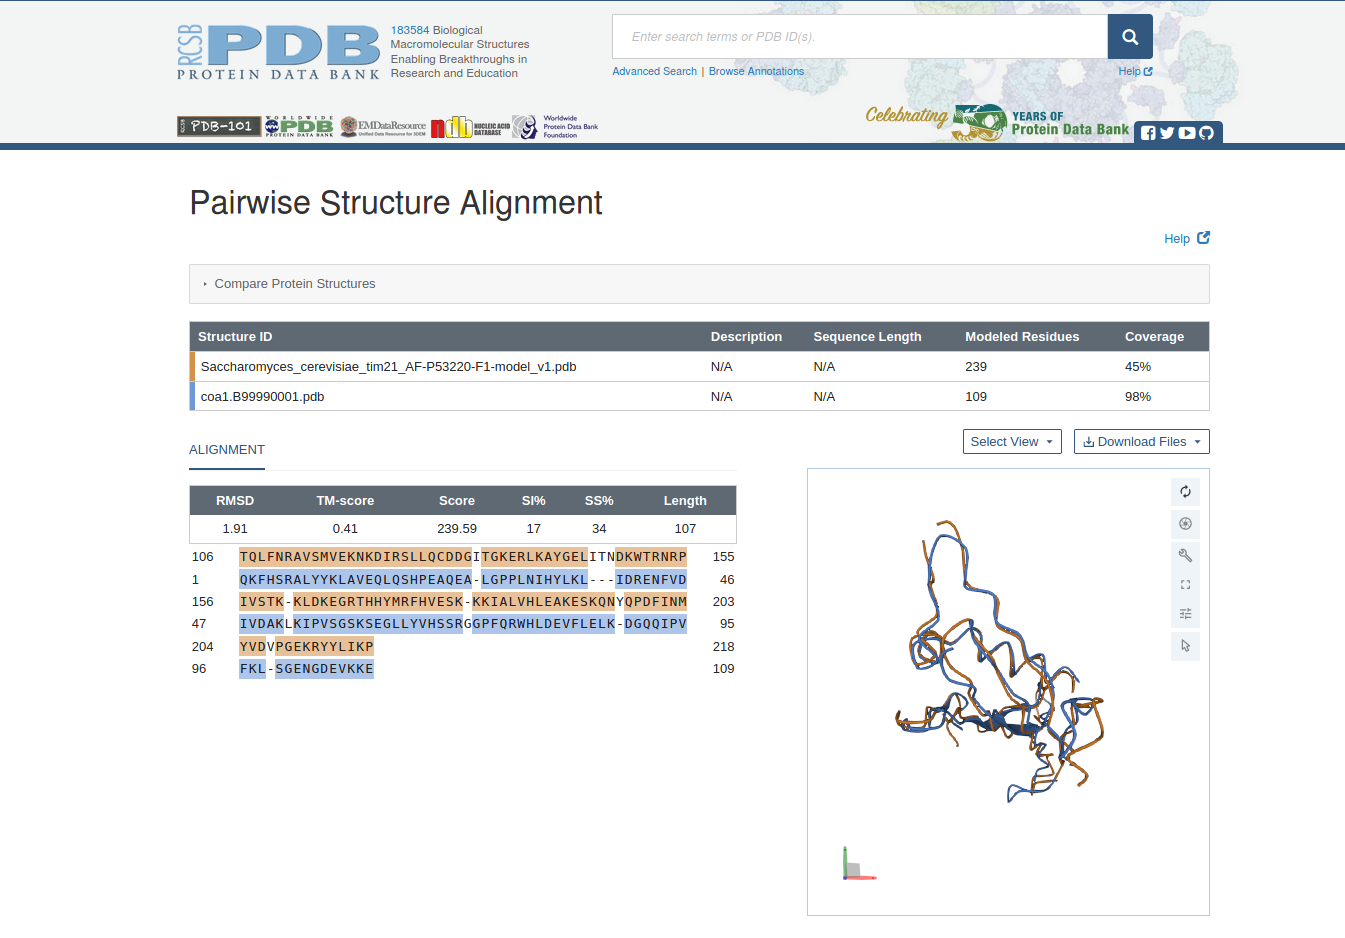 RCSB
PDB
PROTEIN DATA BANK
183584 Biological
Macromolecular Structures
Enabling Breakthroughs in
Research and Education
Enter search terms or PDB ID(s).
Advanced Search | Browse Annotations
Help
PDB-101
WORLDWIDE
PDB
PROTEIN DATA BANK
EMDataResource
Unified Data Resource for 3DEM
ndb
NUCLEIC ACID
DATABASE
Worldwide
Protein Data Bank
Foundation
Celebrating
50
YEARS OF
Protein Data Bank
Pairwise Structure Alignment
Help
Compare Protein Structures
Structure ID Description Sequence Length Modeled Residues Coverage
Saccharomyces_cerevisiae_tim21_AF-P53220-F1-model_v1.pdb N/A N/A 239 45%
coa1.B99990001.pdb N/A N/A 109 98%
Select View
Download Files
ALIGNMENT
RMSD TM-score Score SI% SS% Length
1.91 0.41 239.59 17 34 107
106 TQLFNRAVSMVEKNKDIRSLLQCDDGITGKERLKAYGELITNDKWTRNRP 155
1 QKFHSRALYYKLAVEQLQSHPEAQEA-LGPPLNIHYLKL---IDRENFVD 46
156 IVSTK-KLDKEGRTHHYMRFHVESK-KKIALVHLEAKESKQNYQPDFINM 203
47 IVDAKLKIPVSGSKSEGLLYVHSSRGGPFQRWHLDEVFLELK-DGQQIPV 95
204 YVDVPGEKRYYLIKP 218
96 FKL-SGENGDEVKKE 109